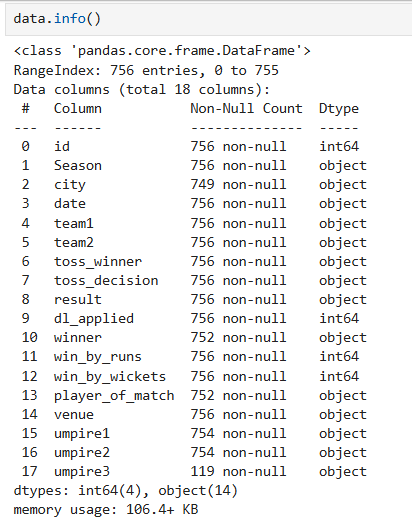 data.info()
<class 'pandas.core.frame.DataFrame'>
RangeIndex: 756 entries, 0 to 755
Data columns (total 18 columns):
 #   Column           Non-Null Count  Dtype
---  ------           --------------  -----
 0   id               756 non-null    int64
 1   Season           756 non-null    object
 2   city             749 non-null    object
 3   date             756 non-null    object
 4   team1            756 non-null    object
 5   team2            756 non-null    object
 6   toss_winner      756 non-null    object
 7   toss_decision    756 non-null    object
 8   result           756 non-null    object
 9   dl_applied       756 non-null    int64
 10  winner           752 non-null    object
 11  win_by_runs      756 non-null    int64
 12  win_by_wickets   756 non-null    int64
 13  player_of_match  752 non-null    object
 14  venue            756 non-null    object
 15  umpire1          754 non-null    object
 16  umpire2          754 non-null    object
 17  umpire3          119 non-null    object
dtypes: int64(4), object(14)
memory usage: 106.4+ KB